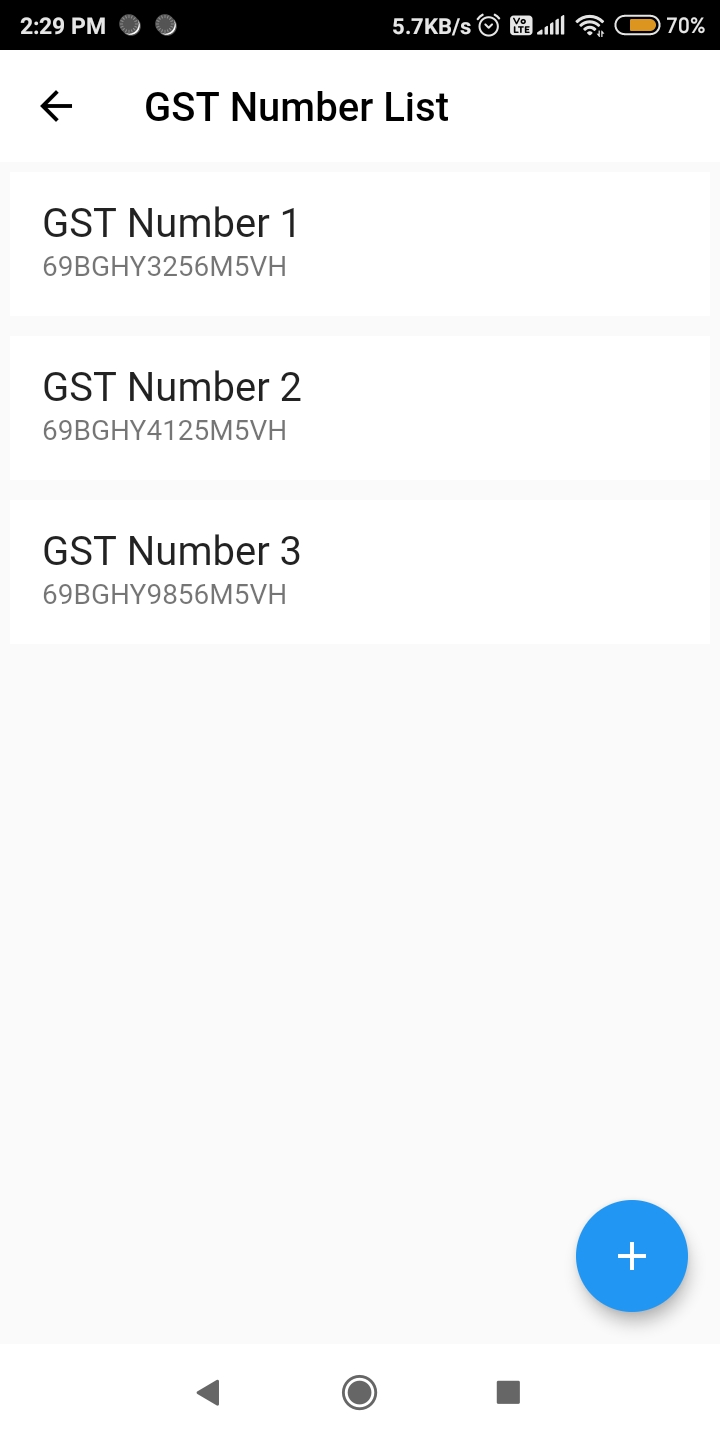 2:29 PM 5.7KB/s Vo LTE 70%
GST Number List
GST Number 1
69BGHY3256M5VH
GST Number 2
69BGHY4125M5VH
GST Number 3
69BGHY9856M5VH